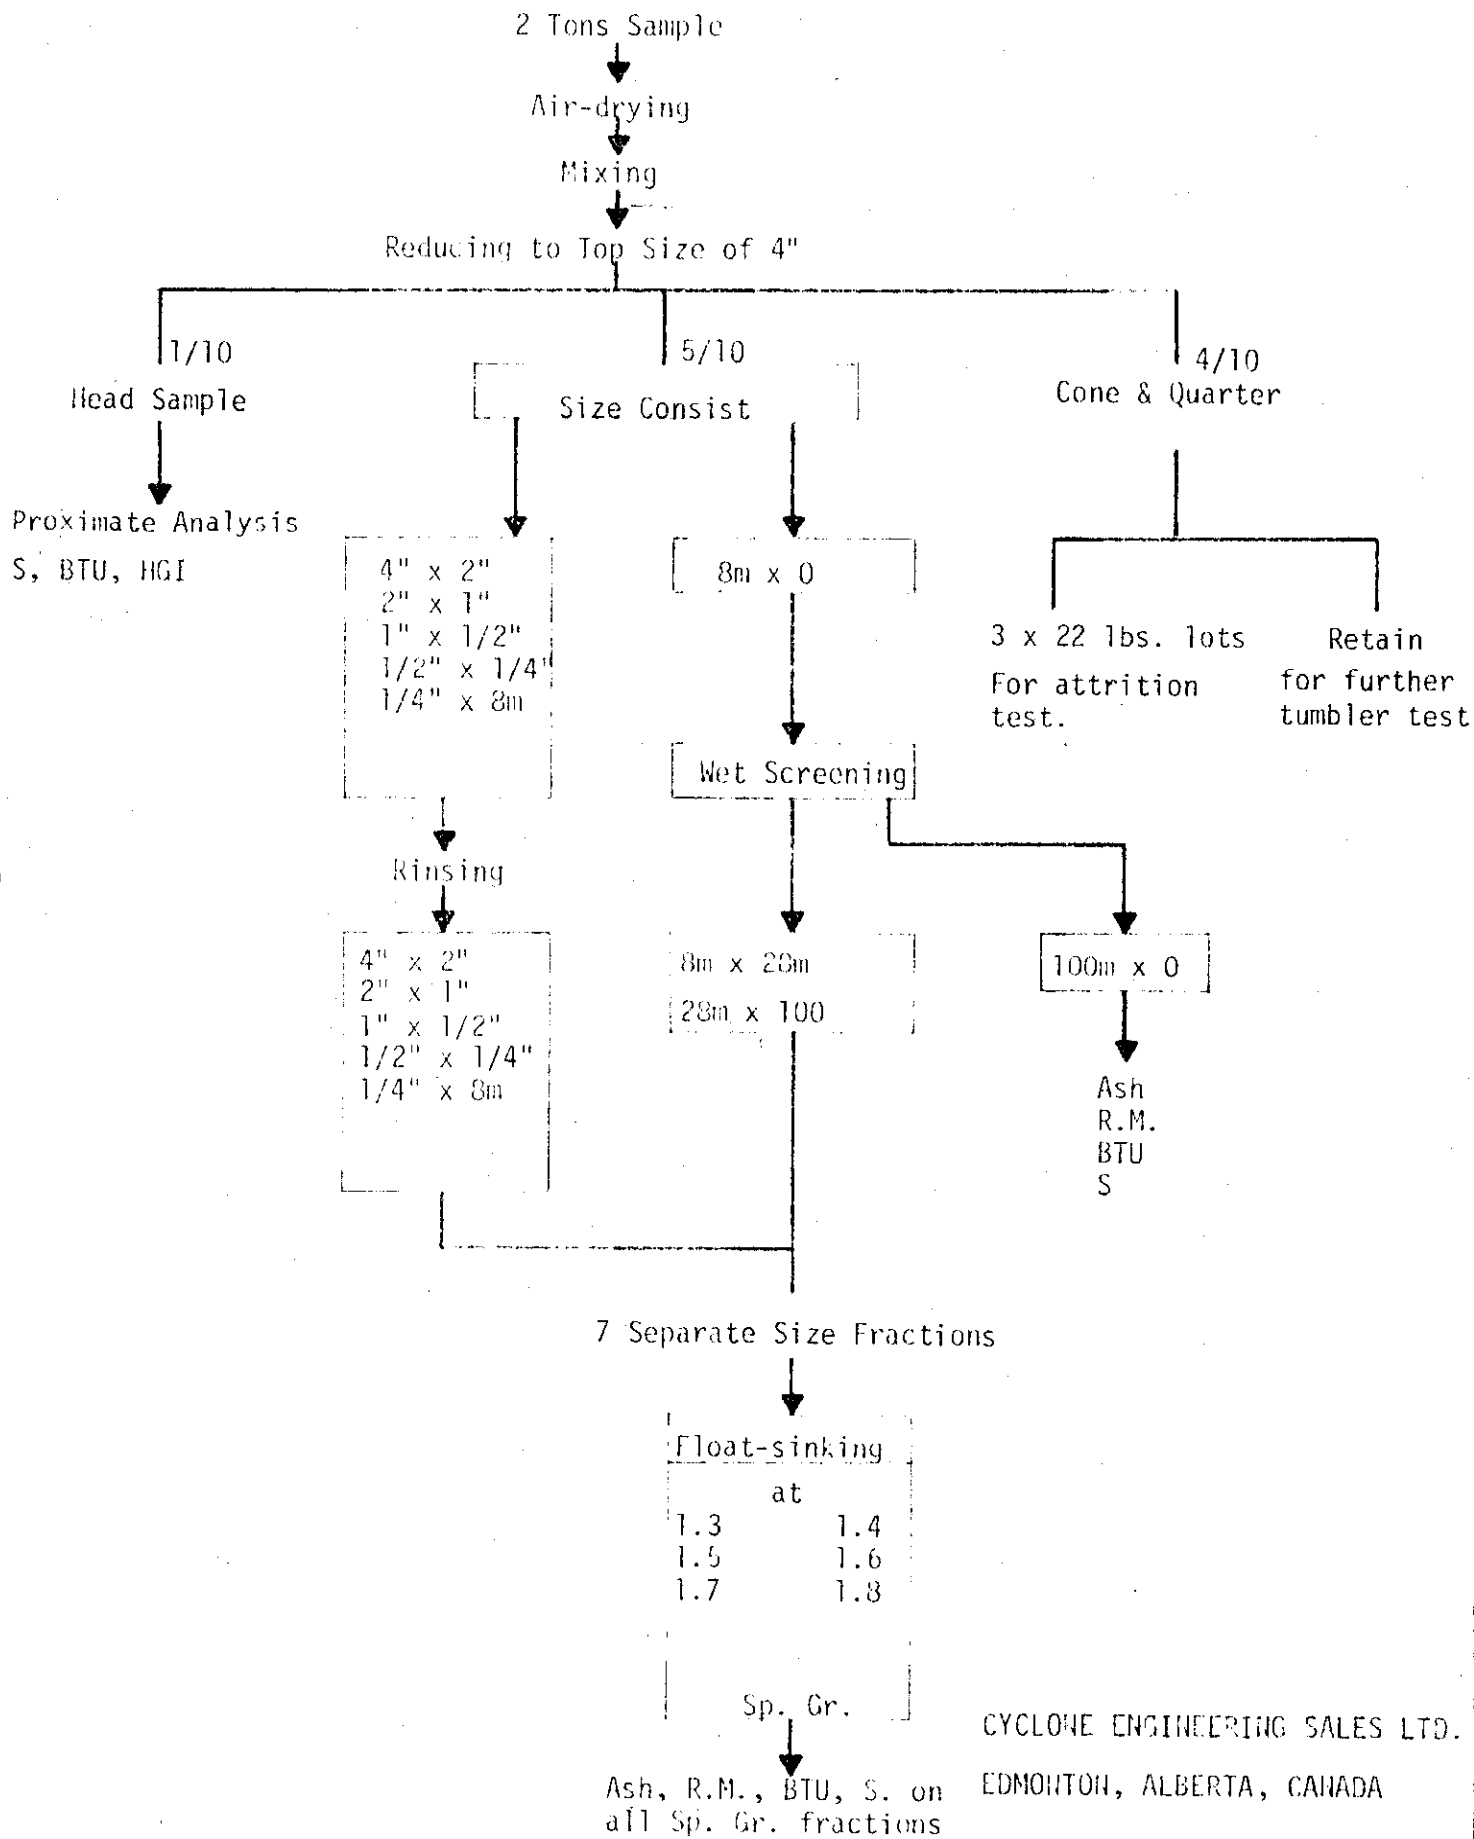 2 Tons Sample
Air-drying
Mixing
Reducing to Top Size of 4"
1/10
5/10
4/10
Head Sample
Size Consist
Cone & Quarter
Proximate Analysis
S, BTU, HGI
4" x 2"
2" x 1"
1" x 1/2"
1/2" x 1/4"
1/4" x 8m
8m x 0
3 x 22 lbs. lots
For attrition
test.
Retain
for further
tumbler test
Wet Screening
Rinsing
4" x 2"
2" x 1"
1" x 1/2"
1/2" x 1/4"
1/4" x 8m
8m x 28m
28m x 100
100m x 0
Ash
R.M.
BTU
S
7 Separate Size Fractions
Float-sinking
at
1.3 1.4
1.5 1.6
1.7 1.8
Sp. Gr.
Ash, R.M., BTU, S. on
all Sp. Gr. fractions
CYCLONE ENGINEERING SALES LTD.
EDMONTON, ALBERTA, CANADA